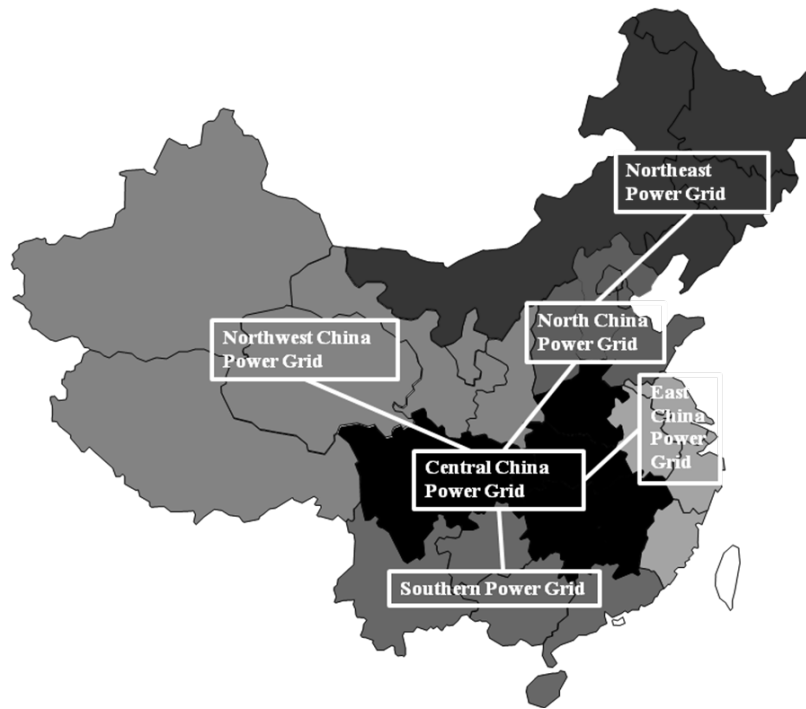 Northeast
Power Grid
North China
Power Grid
Northwest China
Power Grid
East
China
Power
Grid
Central China
Power Grid
Southern Power Grid